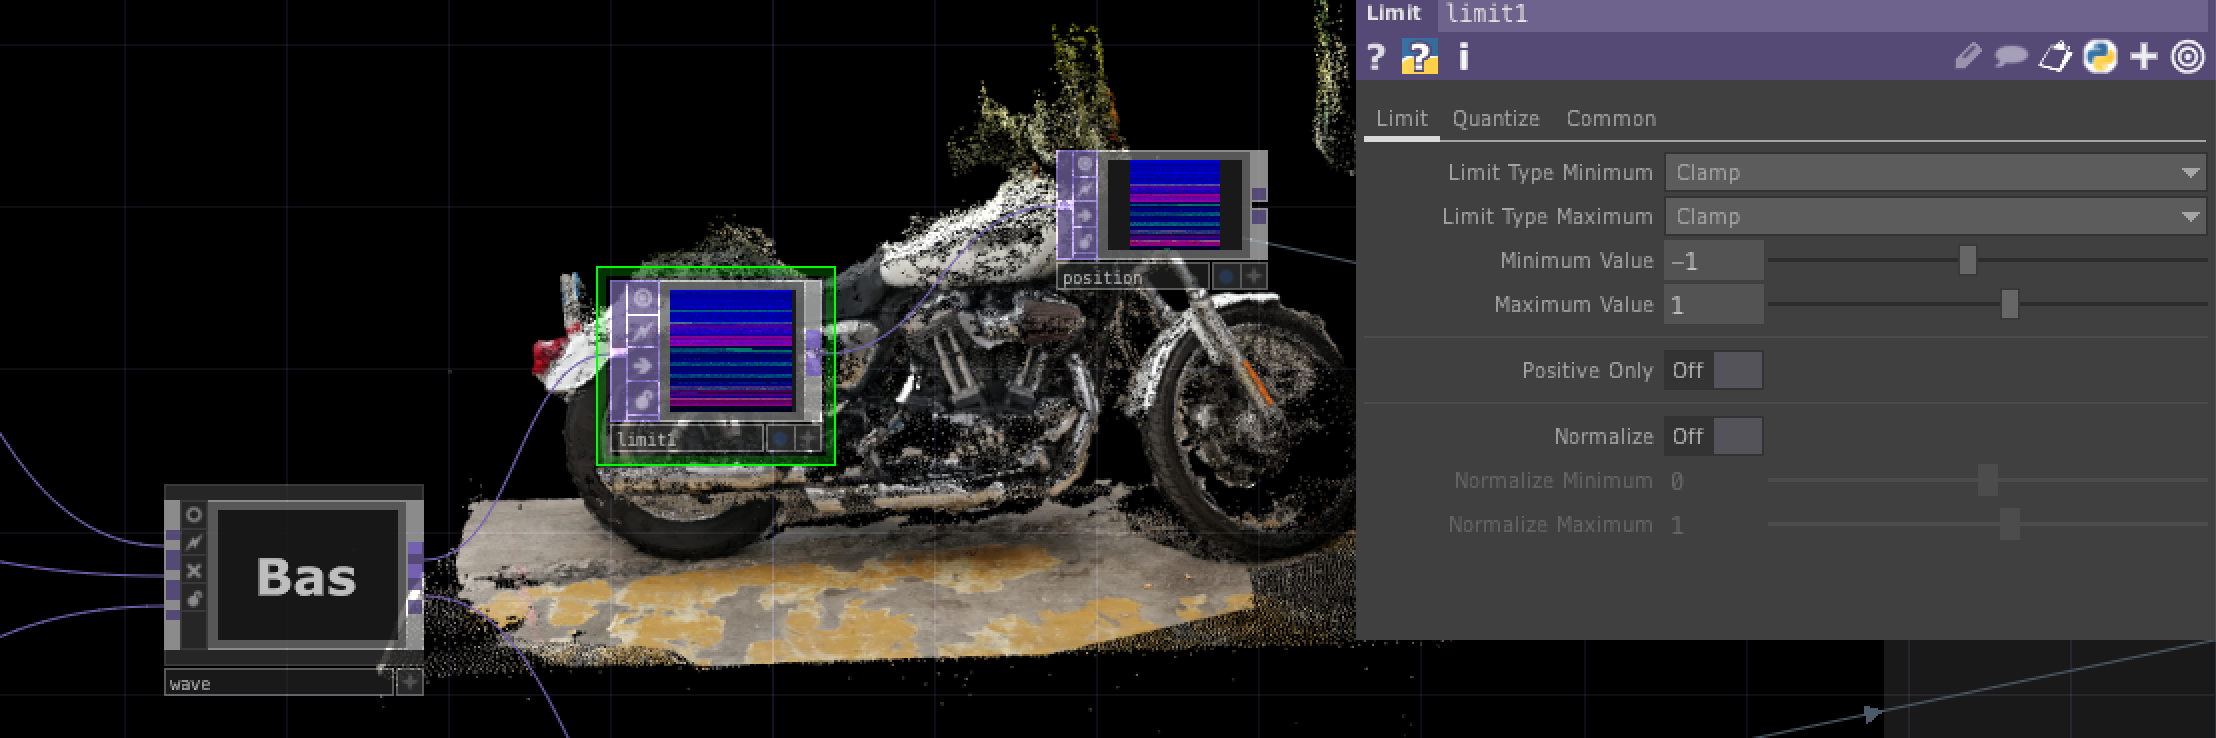 Limit limit1
? ? i
Limit Quantize Common
Limit Type Minimum Clamp
Limit Type Maximum Clamp
Minimum Value -1
Maximum Value 1
Positive Only Off
Normalize Off
Normalize Minimum 0
Normalize Maximum 1
position
limit1
Bas
wave